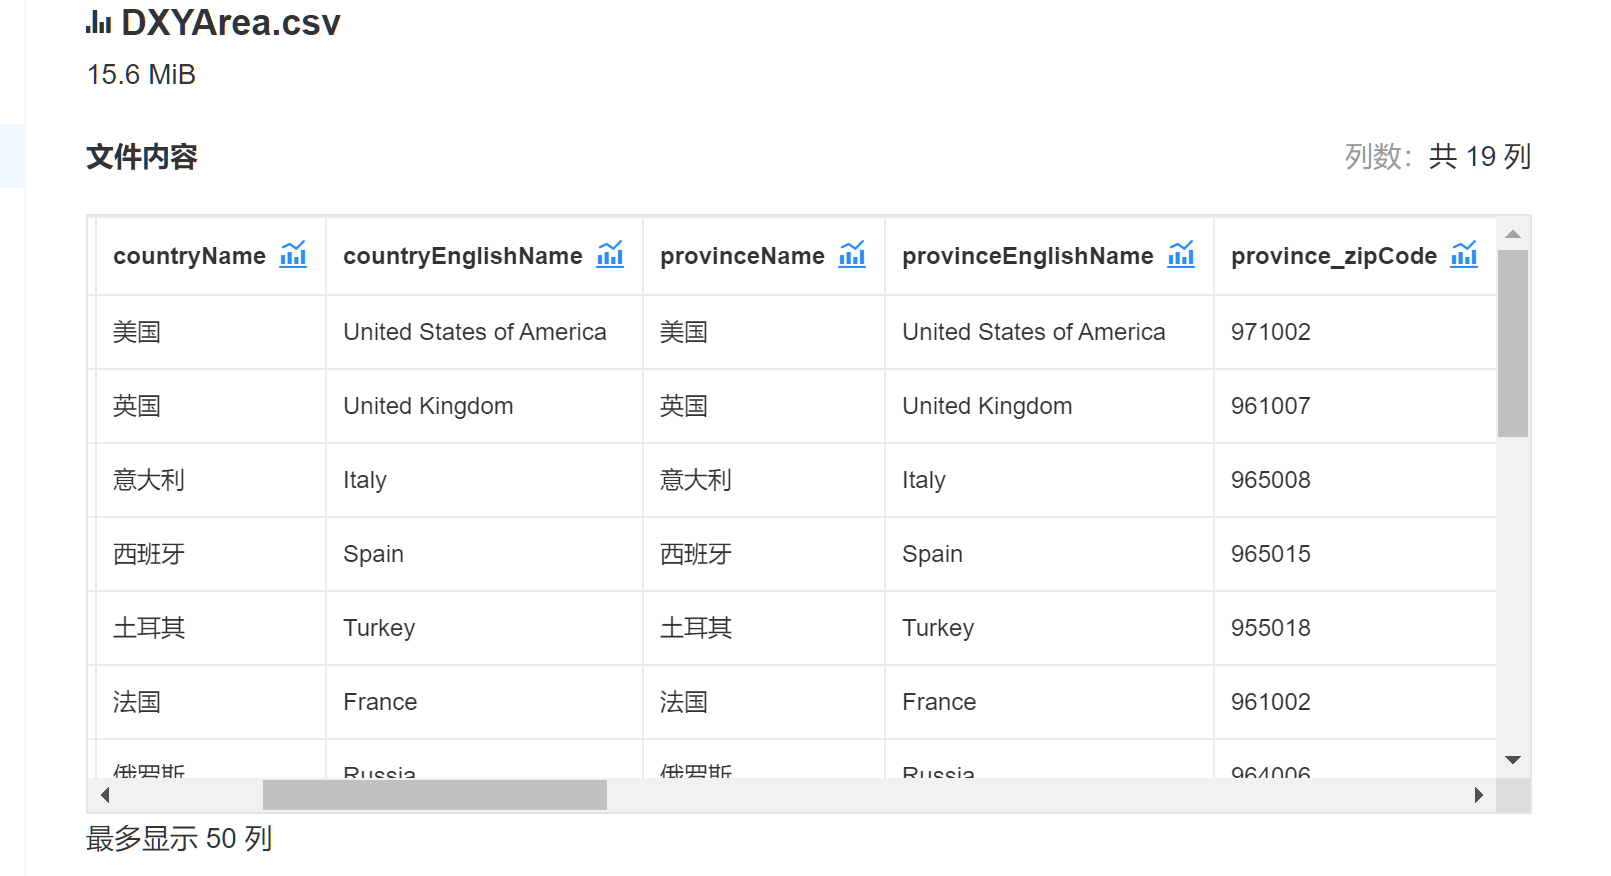 DXYArea.csv
15.6 MiB
文件内容 列数：共 19 列
countryName countryEnglishName provinceName provinceEnglishName province_zipCode
美国 United States of America 美国 United States of America 971002
英国 United Kingdom 英国 United Kingdom 961007
意大利 Italy 意大利 Italy 965008
西班牙 Spain 西班牙 Spain 965015
土耳其 Turkey 土耳其 Turkey 955018
法国 France 法国 France 961002
俄罗斯 Russia 俄罗斯 Russia 964006
最多显示 50 列